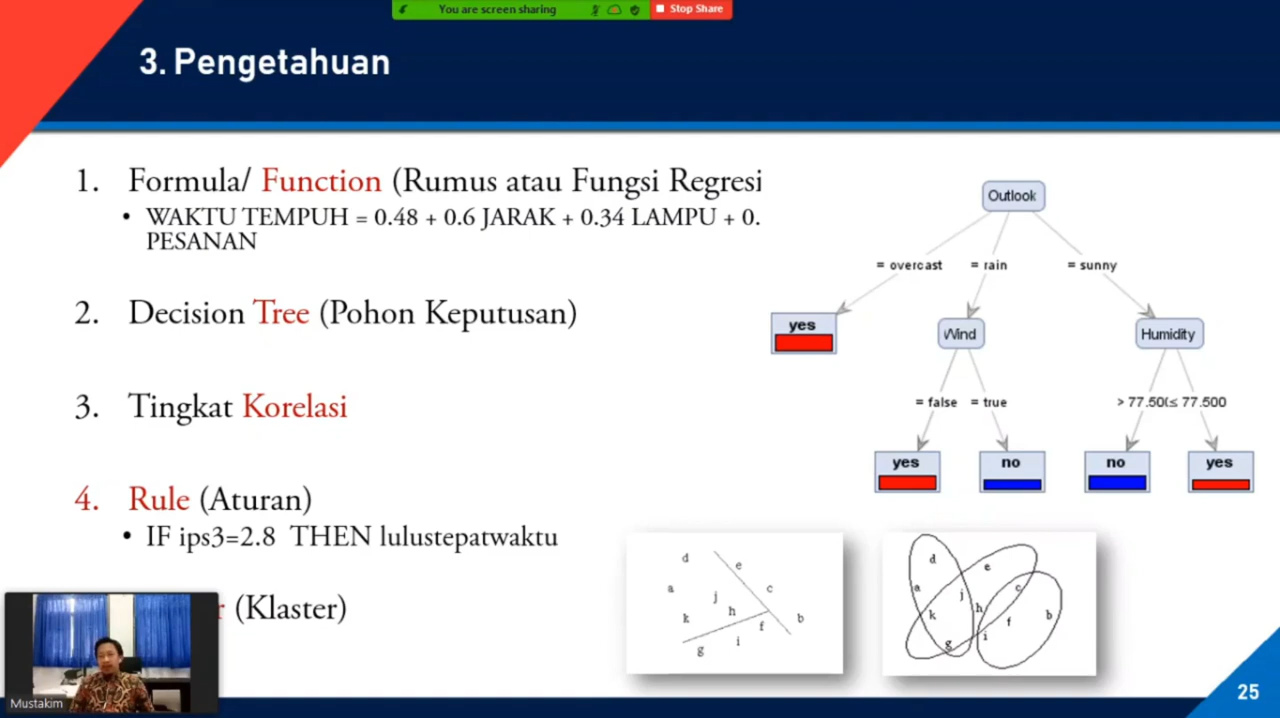 You are screen sharing
Stop Share
3. Pengetahuan
1. Formula/ Function (Rumus atau Fungsi Regresi
• WAKTU TEMPUH = 0.48 + 0.6 JARAK + 0.34 LAMPU + 0.
PESANAN
2. Decision Tree (Pohon Keputusan)
3. Tingkat Korelasi
4. Rule (Aturan)
• IF ips3=2.8 THEN lulustepatwaktu
r (Klaster)
Outlook
= overcast = rain = sunny
yes
Wind
Humidity
= false = true
> 77.50(≤ 77.500
yes
no
no
yes
d
e
a
c
j
k
h
b
f
i
g
d
e
a
c
j
k
h
b
f
i
g
Mustakim
25